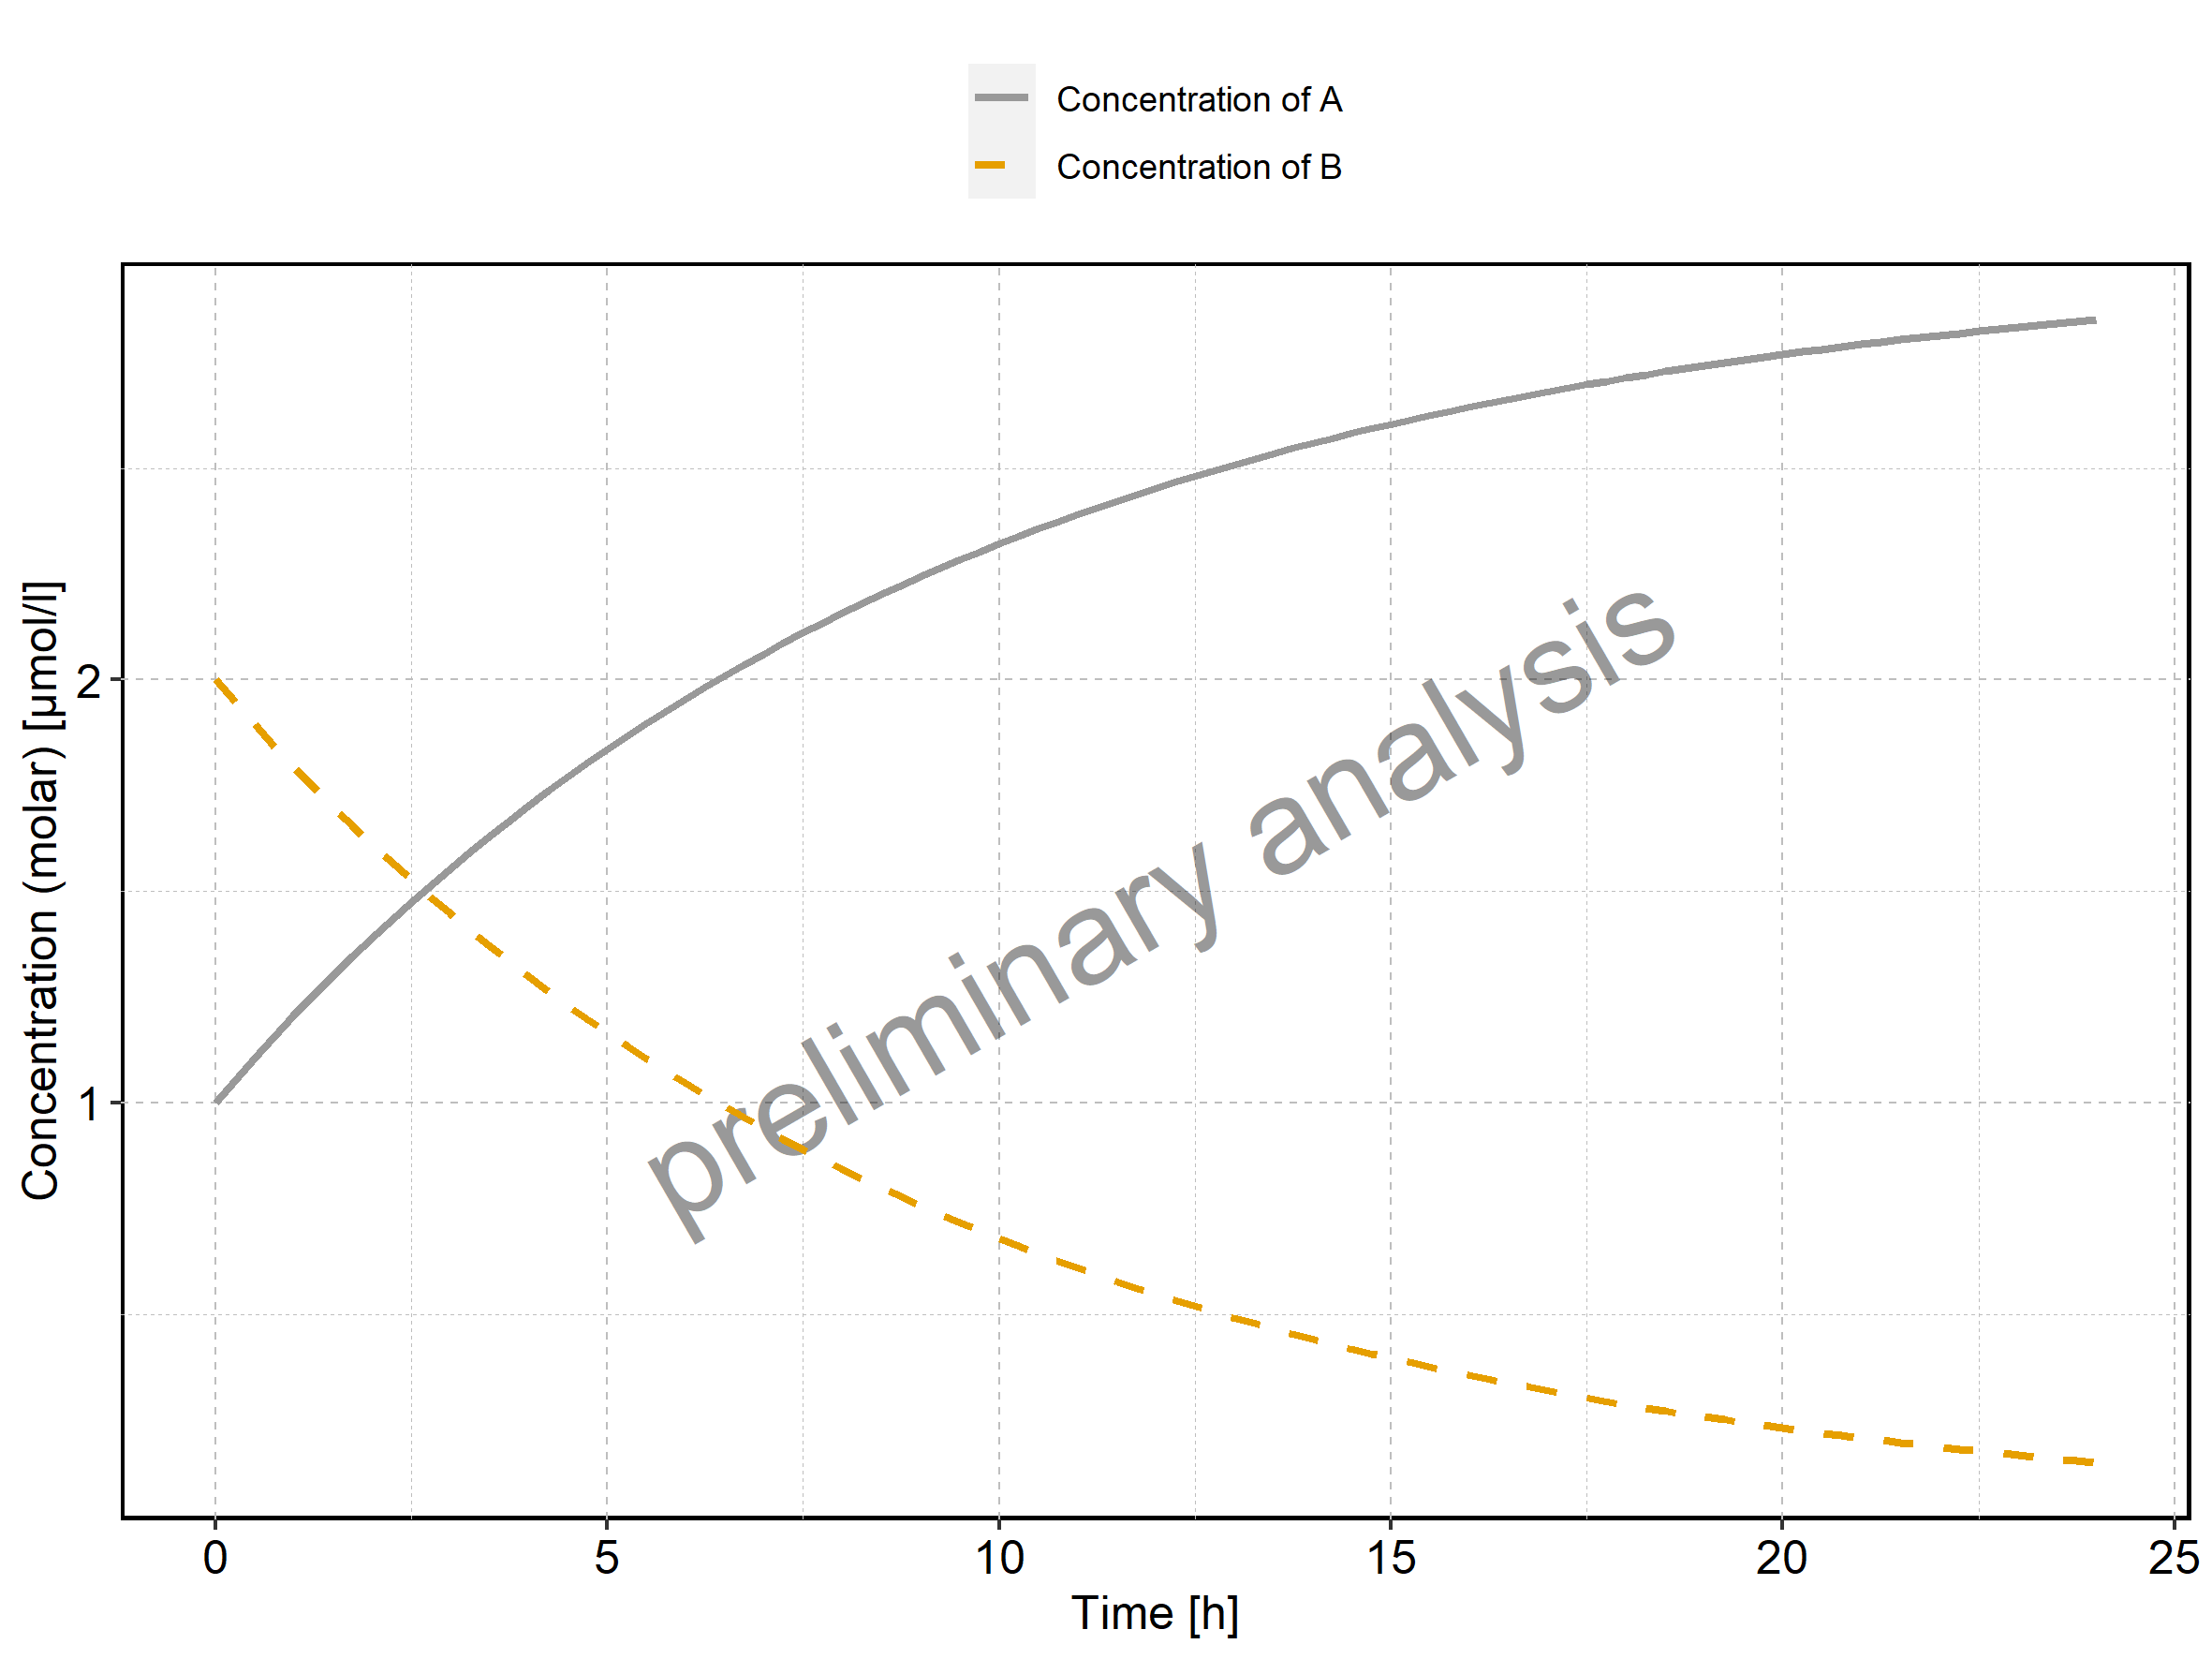 Concentration of A
Concentration of B
Concentration (molar) [µmol/l]
2
1
preliminary analysis
0 5 10 15 20 25
Time [h]